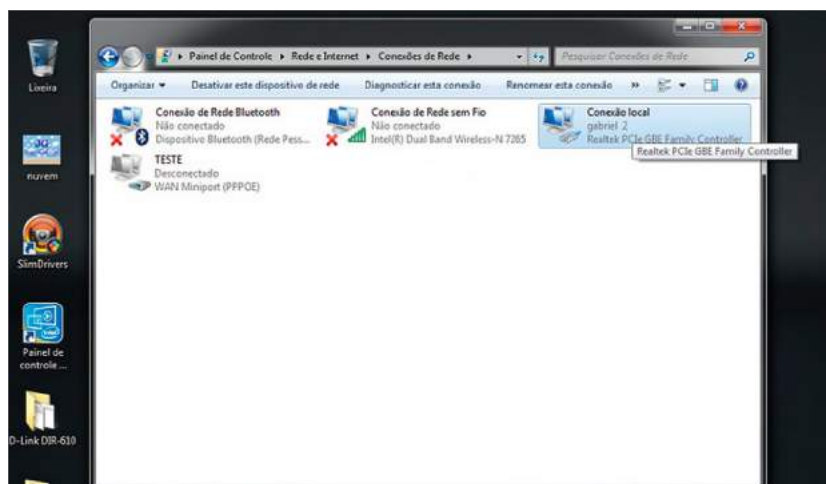 Painel de Controle ▸ Rede e Internet ▸ Conexões de Rede ▸
Pesquisar Conexões de Rede
Organizar
Desativar este dispositivo de rede
Diagnosticar esta conexão
Renomear esta conexão
»
Conexão de Rede Bluetooth
Não conectado
Dispositivo Bluetooth (Rede Pess...
Conexão de Rede sem Fio
Não conectado
Intel(R) Dual Band Wireless-N 7265
Conexão local
gabriel 2
Realtek PCIe GBE Family Controller
Realtek PCIe GBE Family Controller
TESTE
Desconectado
WAN Miniport (PPPOE)
Lixeira
nuvem
SlimDrivers
Painel de
controle ...
D-Link DIR-610